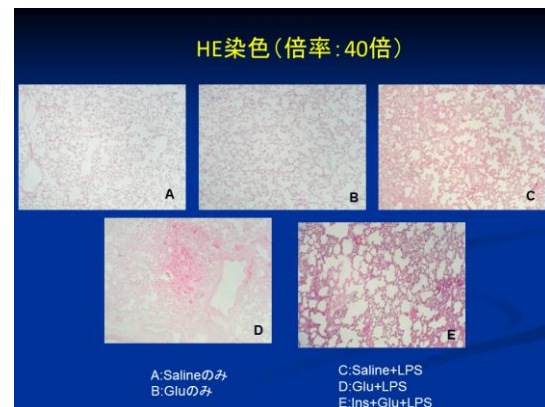 HE染色(倍率:40倍)
A
B
C
D
E
A:Salineのみ
B:Gluのみ
C:Saline+LPS
D:Glu+LPS
E:Ins+Glu+LPS